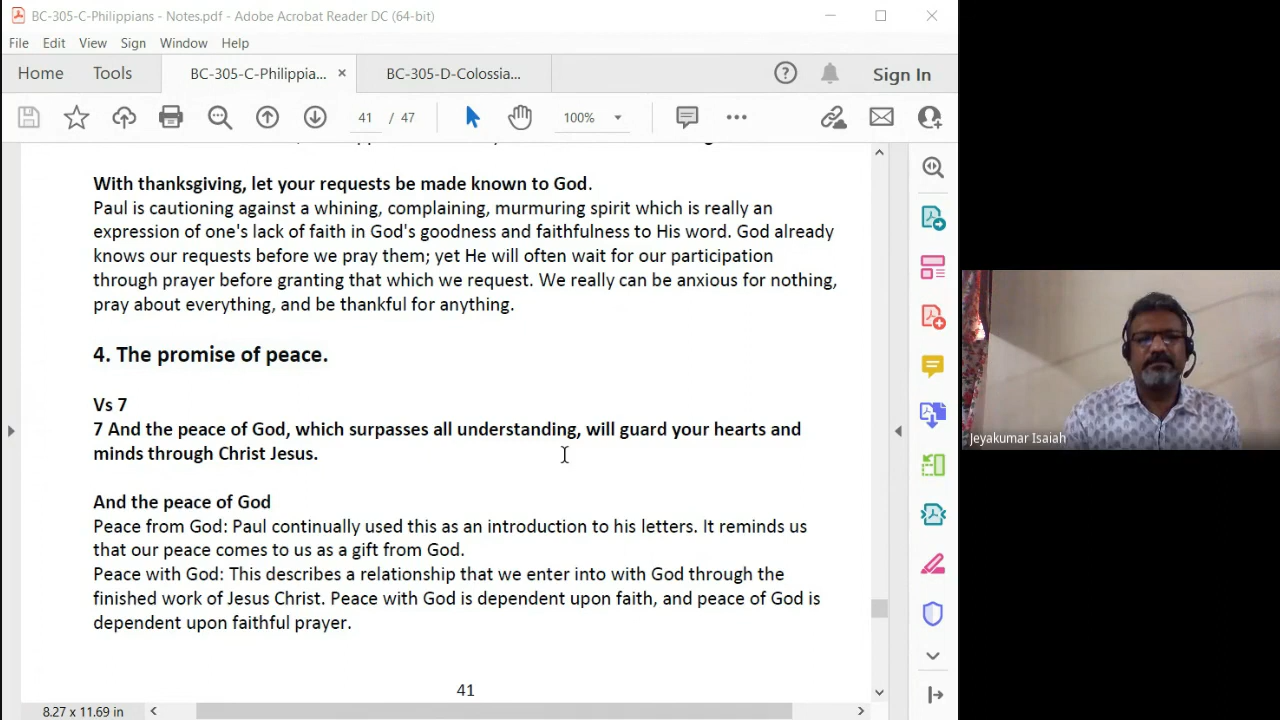 BC-305-C-Philippians - Notes.pdf - Adobe Acrobat Reader DC (64-bit)
File Edit View Sign Window Help
Home Tools BC-305-C-Philippia... × BC-305-D-Colossia... Sign In
41 / 47 100%
With thanksgiving, let your requests be made known to God.
Paul is cautioning against a whining, complaining, murmuring spirit which is really an
expression of one's lack of faith in God's goodness and faithfulness to His word. God already
knows our requests before we pray them; yet He will often wait for our participation
through prayer before granting that which we request. We really can be anxious for nothing,
pray about everything, and be thankful for anything.
4. The promise of peace.
Vs 7
7 And the peace of God, which surpasses all understanding, will guard your hearts and
minds through Christ Jesus.
And the peace of God
Peace from God: Paul continually used this as an introduction to his letters. It reminds us
that our peace comes to us as a gift from God.
Peace with God: This describes a relationship that we enter into with God through the
finished work of Jesus Christ. Peace with God is dependent upon faith, and peace of God is
dependent upon faithful prayer.
41
8.27 x 11.69 in
Jeyakumar Isaiah